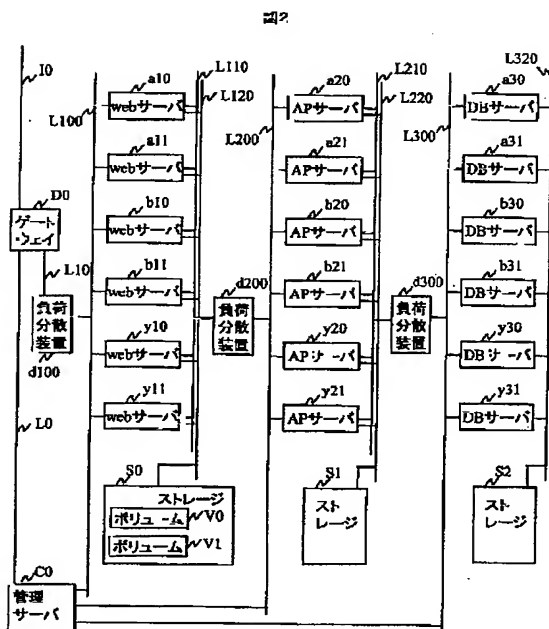 図2
I0
L100
a10
webサーバ
a11
webサーバ
b10
webサーバ
b11
webサーバ
y10
webサーバ
y11
webサーバ
L110
L120
L200
a20
APサーバ
a21
APサーバ
b20
APサーバ
b21
APサーバ
y20
APサーバ
y21
APサーバ
L210
L220
L300
a30
DBサーバ
a31
DBサーバ
b30
DBサーバ
b31
DBサーバ
y30
DBサーバ
y31
DBサーバ
L320
D0
ゲート
・ウェイ
L10
負荷
分散
装置
d100
d200
負荷
分散
装置
d300
負荷
分散
装置
L0
S0
ストレージ
ボリューム
V0
ボリューム
V1
S1
スト
レージ
S2
スト
レージ
C0
管理
サーバ